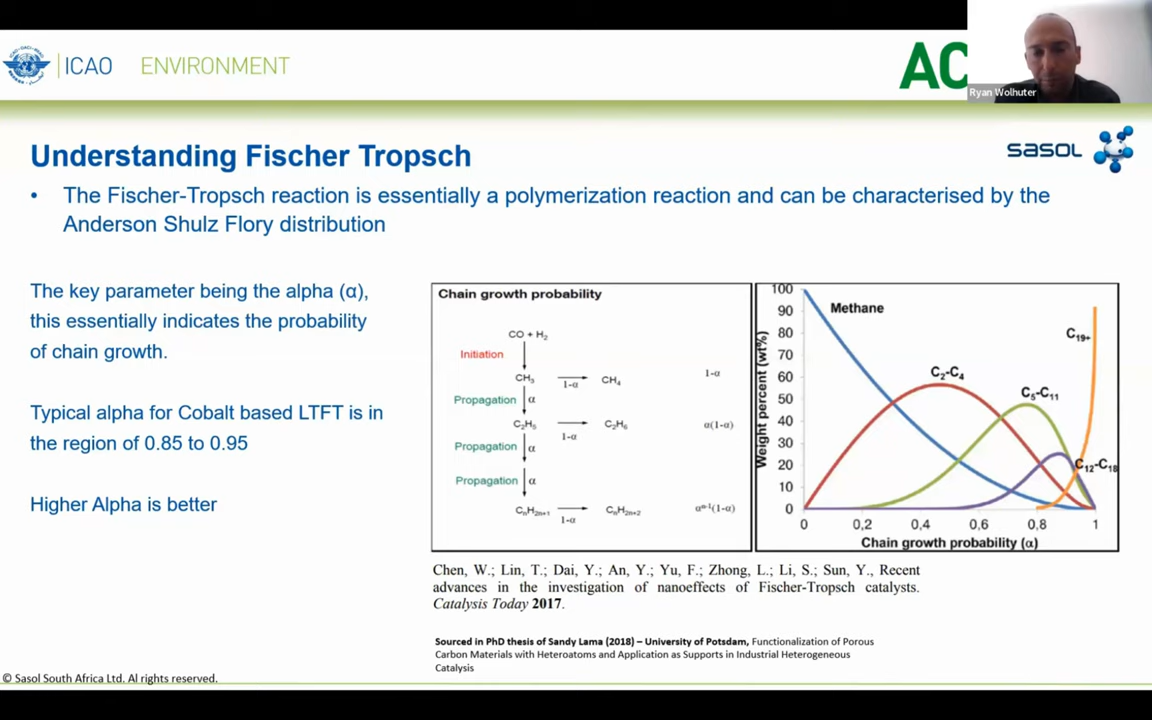 ICAO ENVIRONMENT
AC
Ryan Wolhuter
Understanding Fischer Tropsch
sasol
• The Fischer-Tropsch reaction is essentially a polymerization reaction and can be characterised by the
Anderson Shulz Flory distribution
The key parameter being the alpha (α),
this essentially indicates the probability
of chain growth.
Typical alpha for Cobalt based LTFT is in
the region of 0.85 to 0.95
Higher Alpha is better
Chain growth probability
CO + H₂
Initiation
CH₃ 1-α CH₄ 1-α
Propagation α
C₂H₅ 1-α C₂H₆ α(1-α)
Propagation α
Propagation α
CₙH₂ₙ₊₁ 1-α CₙH₂ₙ₊₂ αⁿ⁻¹(1-α)
Weight percent (wt%)
100
90
80
70
60
50
40
30
20
10
0
Methane
C₂-C₄
C₅-C₁₁
C₁₉₊
C₁₂-C₁₈
0 0,2 0,4 0,6 0,8 1
Chain growth probability (α)
Chen, W.; Lin, T.; Dai, Y.; An, Y.; Yu, F.; Zhong, L.; Li, S.; Sun, Y., Recent
advances in the investigation of nanoeffects of Fischer-Tropsch catalysts.
Catalysis Today 2017.
Sourced in PhD thesis of Sandy Lama (2018) – University of Potsdam, Functionalization of Porous
Carbon Materials with Heteroatoms and Application as Supports in Industrial Heterogeneous
Catalysis
© Sasol South Africa Ltd. Al rights reserved.